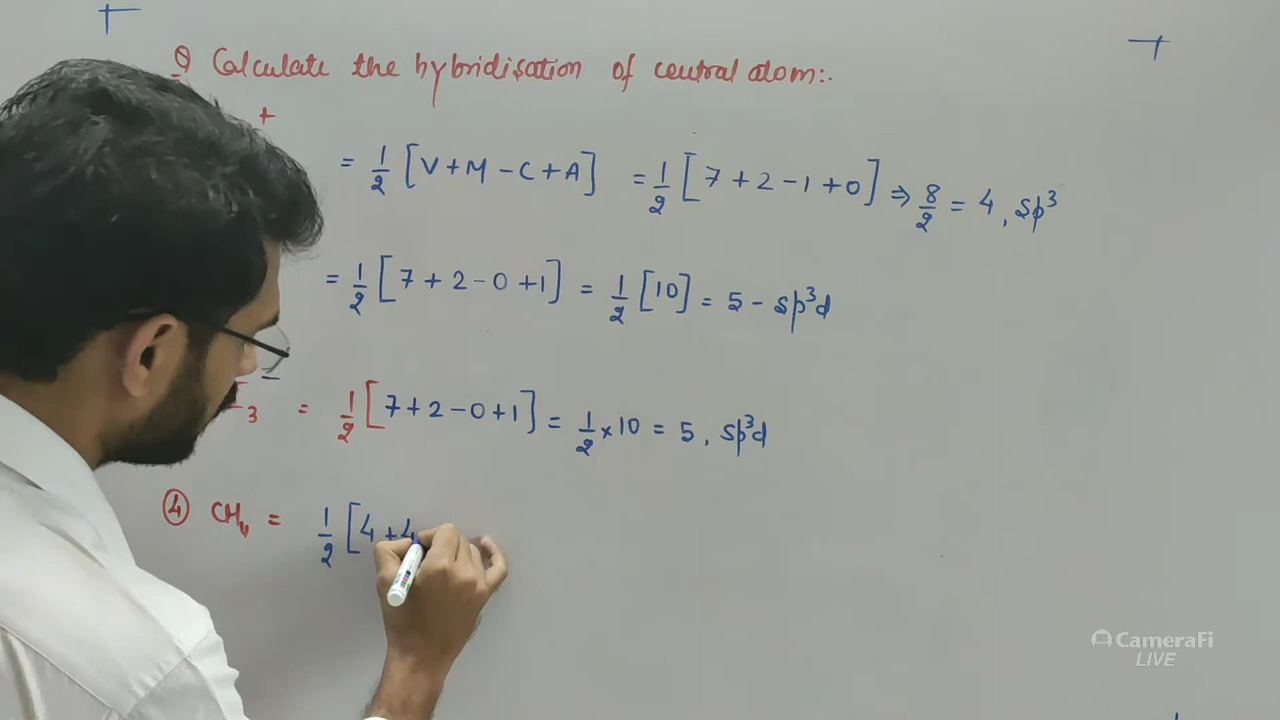 Q Calculate the hybridisation of central atom:.
+
= 1/2 [V+M-C+A] = 1/2 [7+2-1+0] ⇒ 8/2 = 4, Sp³
= 1/2 [7+2-0+1] = 1/2 [10] = 5 - sp³d
₃⁻ = 1/2 [7+2-0+1] = 1/2 × 10 = 5, Sp³d
④ CH₄ = 1/2 [4+4
CameraFi
LIVE